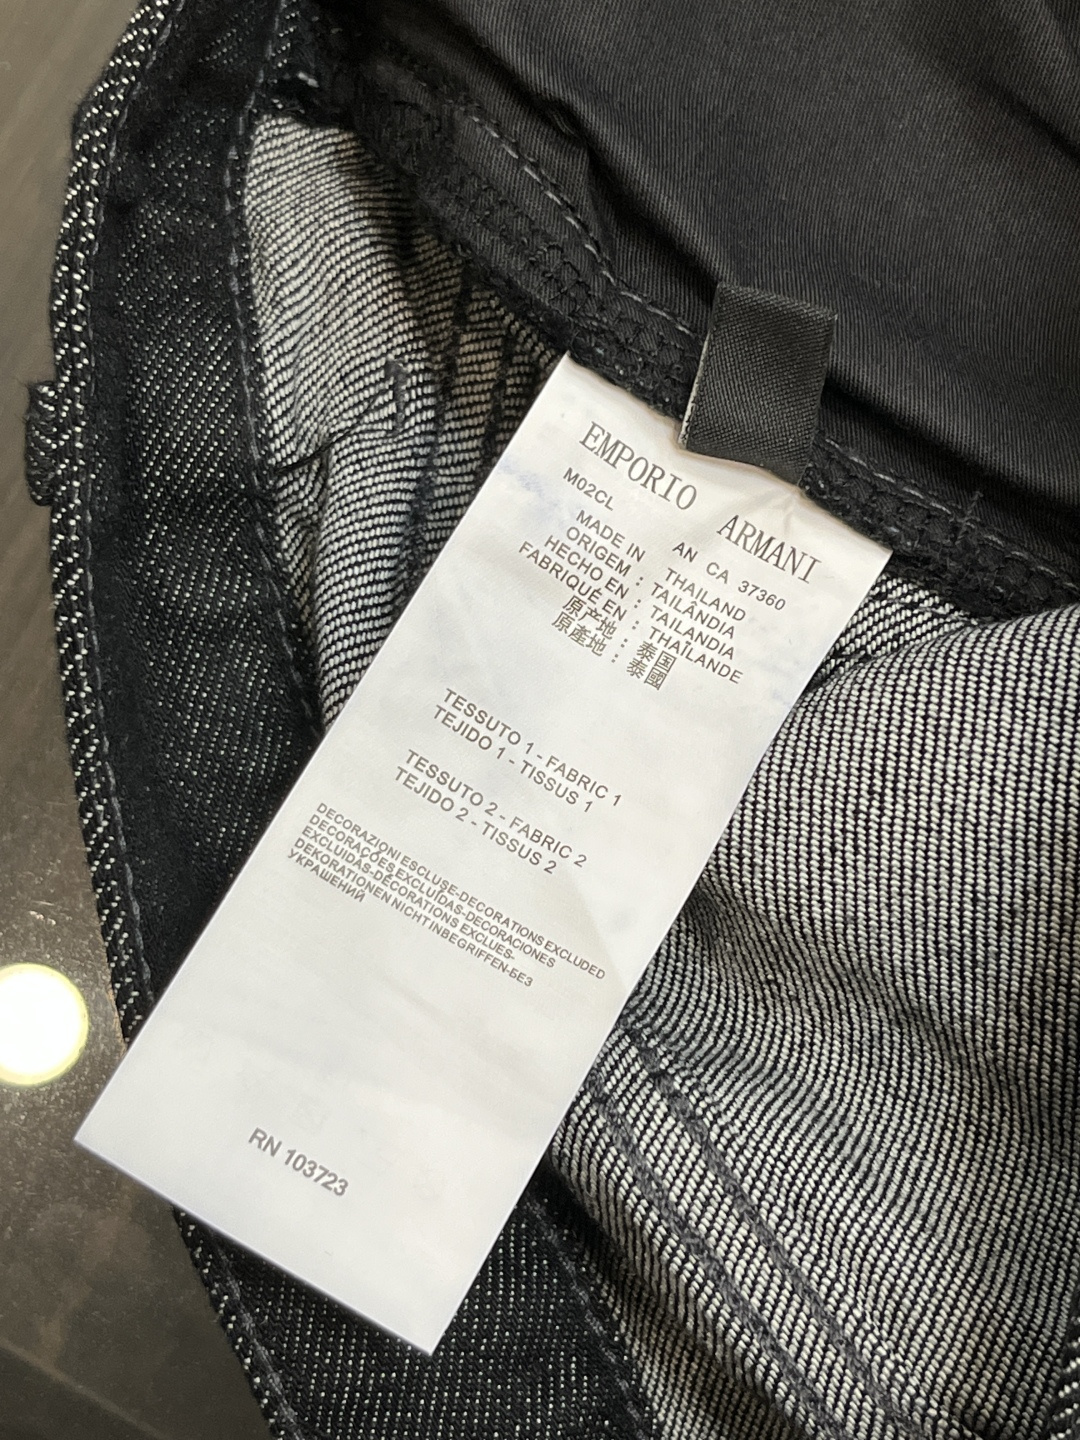 EMPORIO ARMANI
M02CL AN CA 37360
MADE IN : THAILAND
ORIGEM : TAILÂNDIA
HECHO EN : TAILANDIA
FABRIQUÉ EN : THAÏLANDE
原产地 : 泰国
原產地 : 泰國
TESSUTO 1 - FABRIC 1
TEJIDO 1 - TISSUS 1
TESSUTO 2 - FABRIC 2
TEJIDO 2 - TISSUS 2
DECORAZIONI ESCLUSE-DECORATIONS EXCLUDED
DECORAÇÕES EXCLUÍDAS-DECORACIONES
EXCLUIDAS-DÉCORATIONS EXCLUES-
DEKORATIONEN NICHT INBEGRIFFEN-БЕЗ
УКРАШЕНИЙ
RN 103723